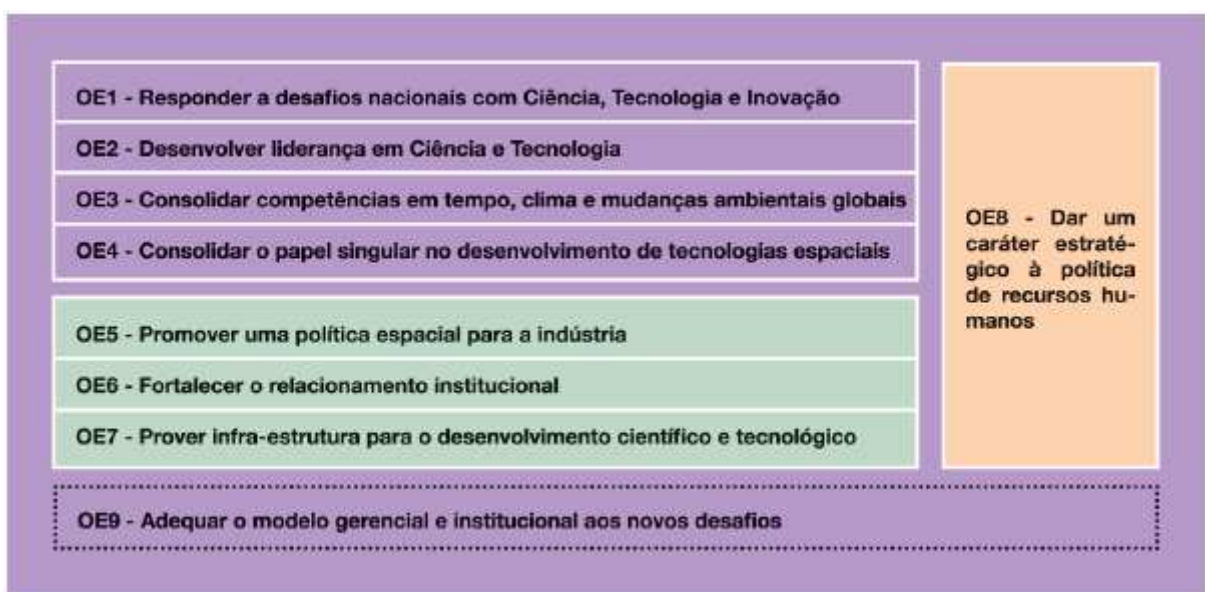 OE1 - Responder a desafios nacionais com Ciência, Tecnologia e Inovação
OE2 - Desenvolver liderança em Ciência e Tecnologia
OE3 - Consolidar competências em tempo, clima e mudanças ambientais globais
OE4 - Consolidar o papel singular no desenvolvimento de tecnologias espaciais
OE5 - Promover uma política espacial para a indústria
OE6 - Fortalecer o relacionamento institucional
OE7 - Prover infra-estrutura para o desenvolvimento científico e tecnológico
OE8 - Dar um
caráter estraté-
gico à política
de recursos hu-
manos
OE9 - Adequar o modelo gerencial e institucional aos novos desafios